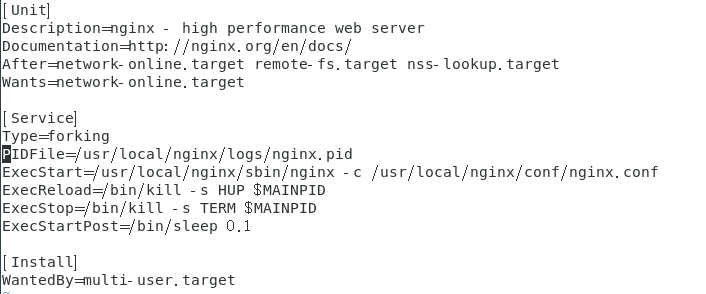 [Unit]
Description=nginx - high performance web server
Documentation=http://nginx.org/en/docs/
After=network-online.target remote-fs.target nss-lookup.target
Wants=network-online.target

[Service]
Type=forking
PIDFile=/usr/local/nginx/logs/nginx.pid
ExecStart=/usr/local/nginx/sbin/nginx -c /usr/local/nginx/conf/nginx.conf
ExecReload=/bin/kill -s HUP $MAINPID
ExecStop=/bin/kill -s TERM $MAINPID
ExecStartPost=/bin/sleep 0.1

[Install]
WantedBy=multi-user.target
~